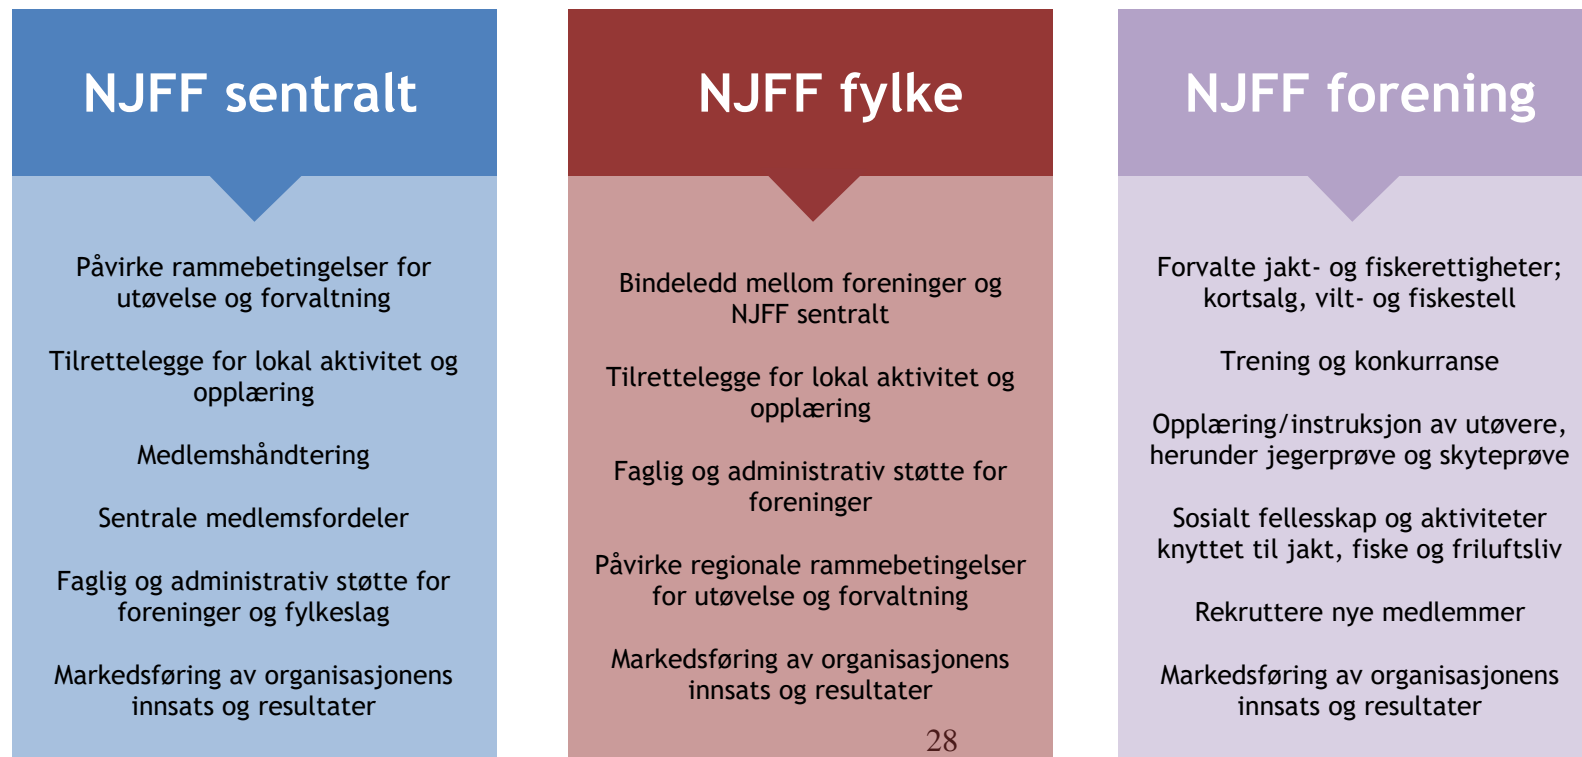 NJFF sentralt
Påvirke rammebetingelser for
utøvelse og forvaltning
Tilrettelegge for lokal aktivitet og
opplæring
Medlemshåndtering
Sentrale medlemsfordeler
Faglig og administrativ støtte for
foreninger og fylkeslag
Markedsføring av organisasjonens
innsats og resultater
NJFF fylke
Bindeledd mellom foreninger og
NJFF sentralt
Tilrettelegge for lokal aktivitet og
opplæring
Faglig og administrativ støtte for
foreninger
Påvirke regionale rammebetingelser
for utøvelse og forvaltning
Markedsføring av organisasjonens
innsats og resultater
28
NJFF forening
Forvalte jakt- og fiskerettigheter;
kortsalg, vilt- og fiskestell
Trening og konkurranse
Opplæring/instruksjon av utøvere,
herunder jegerprøve og skyteprøve
Sosialt fellesskap og aktiviteter
knyttet til jakt, fiske og friluftsliv
Rekruttere nye medlemmer
Markedsføring av organisasjonens
innsats og resultater